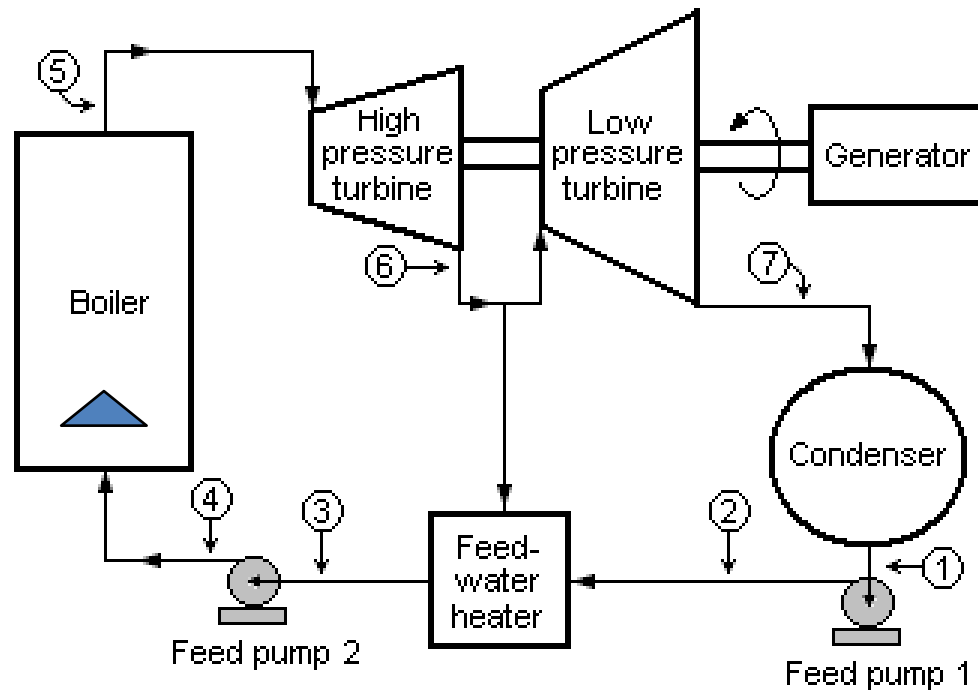 5
High
pressure
turbine
Low
pressure
turbine
Generator
6
7
Boiler
Condenser
4
3
2
1
Feed-
water
heater
Feed pump 2
Feed pump 1